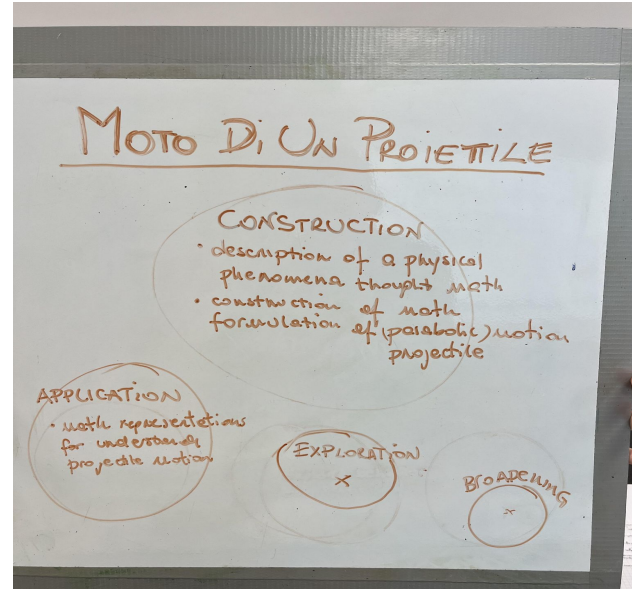 MOTO Di UN PROIETTILE
CONSTRUCTION
• description of a physical
phenomena thought math
• construction of math
formulation of (parabolic) motion
projectile
APPLICATION
• math representations
for understand
projectile motion
EXPLORATION
x
BROADENING
x